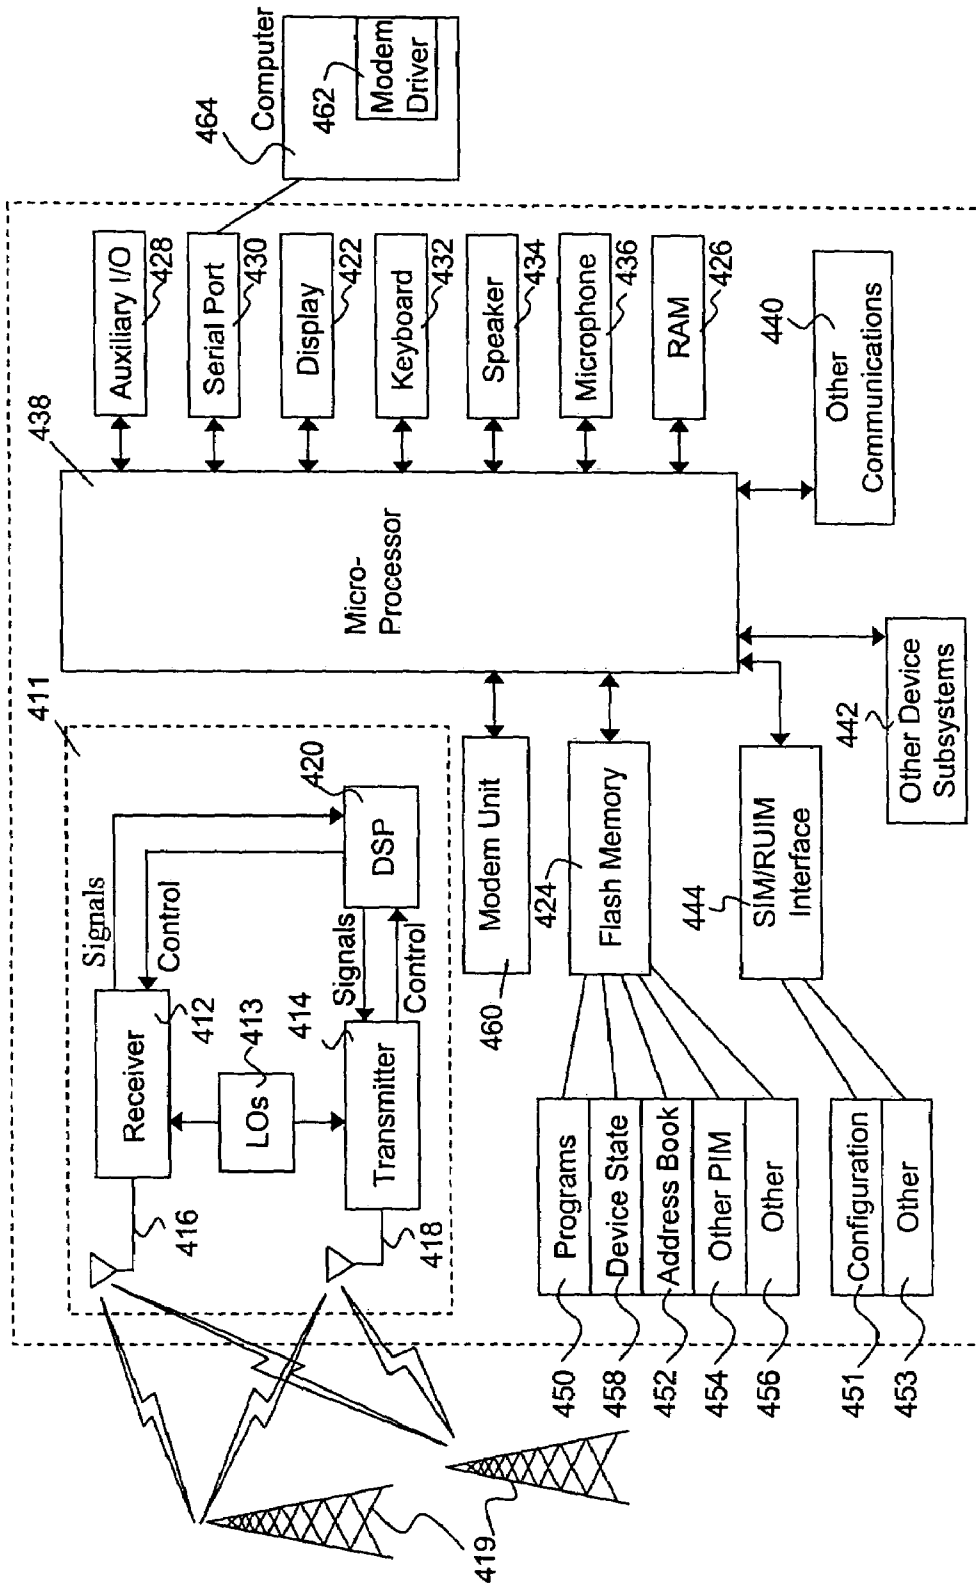 411
438
464
Computer
462
Modem
Driver
Signals
Control
420
DSP
Signals
Control
Receiver
412
LOs
413
414
Transmitter
416
418
419
Micro-
Processor
Auxiliary I/O
428
Serial Port
430
Display
422
Keyboard
432
Speaker
434
Microphone
436
RAM
426
440
Other
Communications
442
Other Device
Subsystems
Modem Unit
460
424
Flash Memory
444
SIM/RUIM
Interface
Programs
Device State
Address Book
Other PIM
Other
Configuration
Other
450
458
452
454
456
451
453